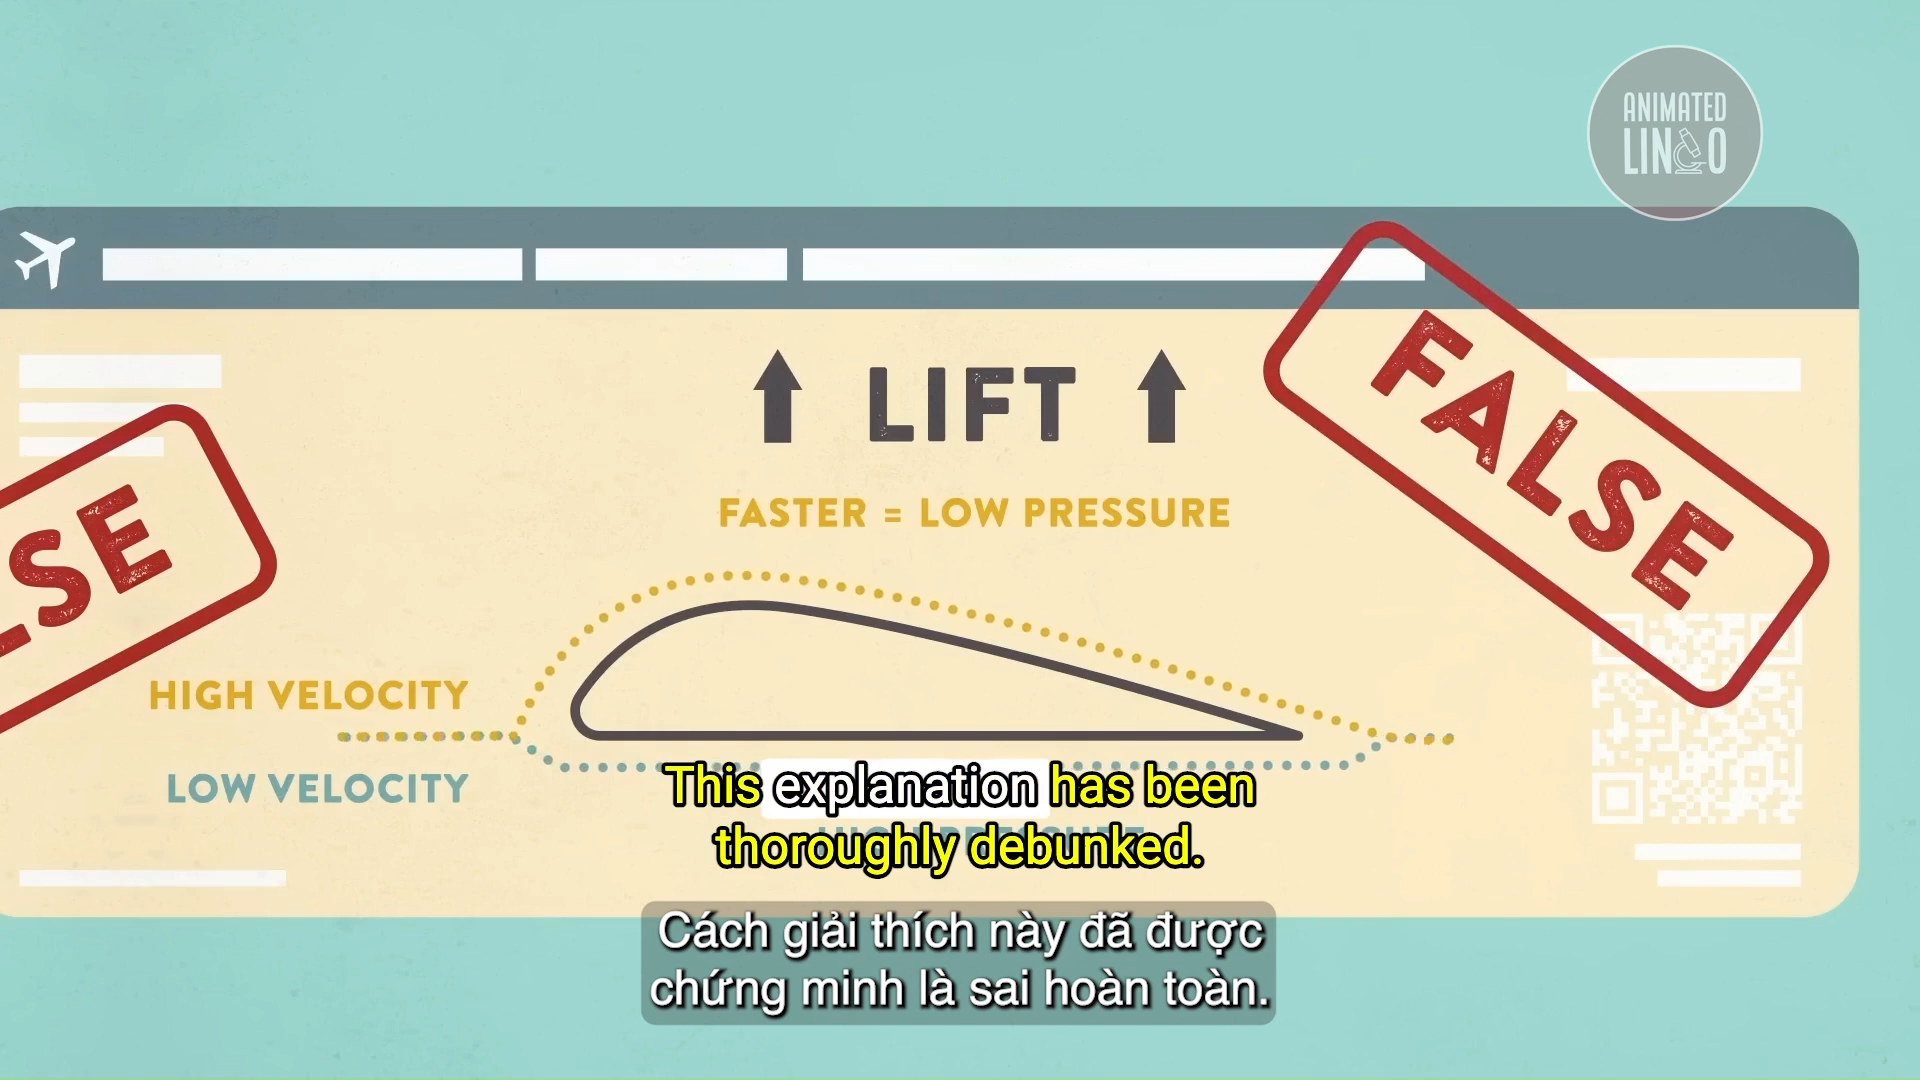 ANIMATED
LINGO
LIFT
FALSE
FASTER = LOW PRESSURE
HIGH VELOCITY
LOW VELOCITY
This explanation has been
thoroughly debunked.
Cách giải thích này đã được
chứng minh là sai hoàn toàn.